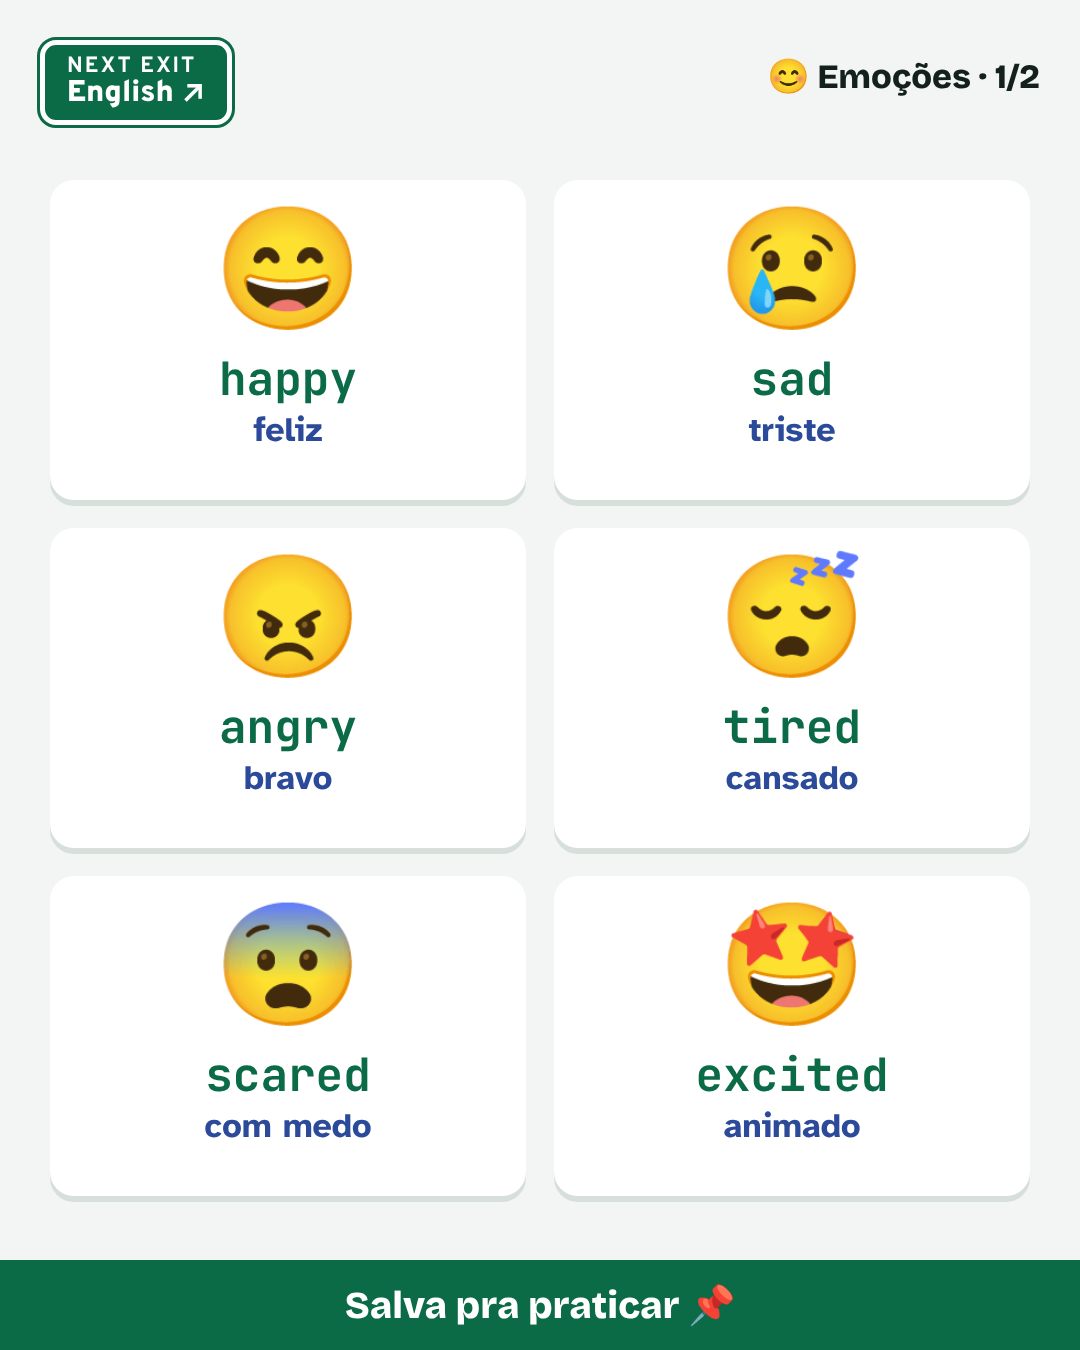 NEXT EXIT
English ↗
😊 Emoções · 1/2
happy
feliz
sad
triste
angry
bravo
tired
cansado
scared
com medo
excited
animado
Salva pra praticar 📌